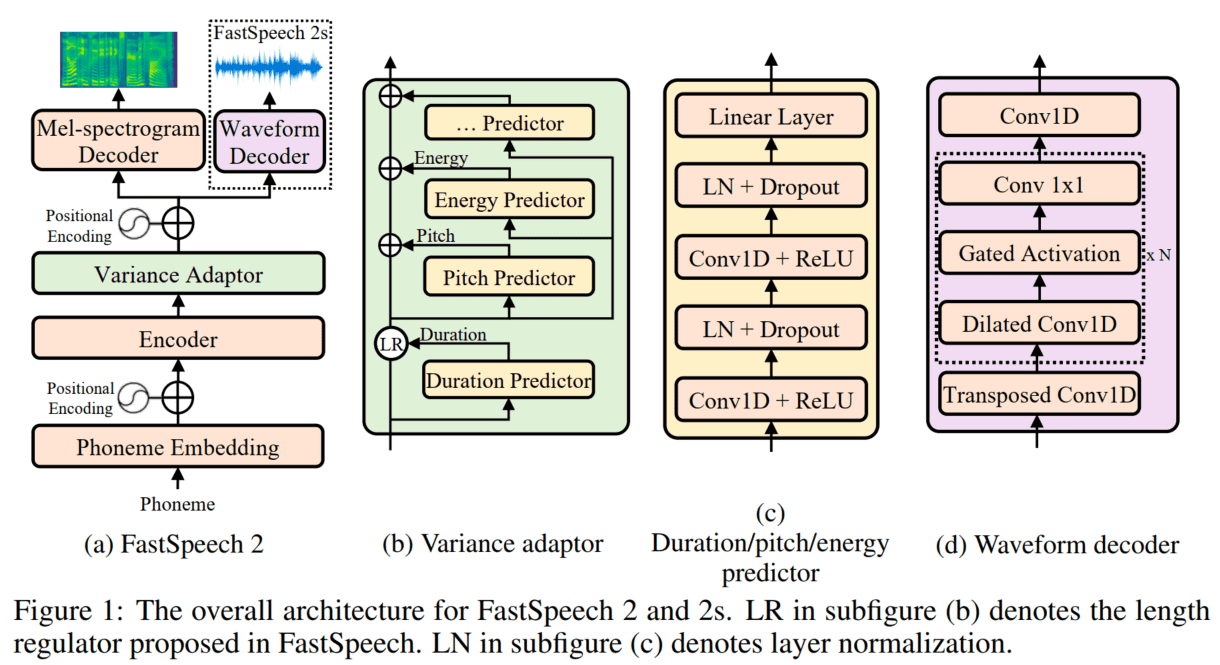 FastSpeech 2s
Mel-spectrogram
Decoder
Waveform
Decoder
Positional
Encoding
Variance Adaptor
Encoder
Positional
Encoding
Phoneme Embedding
Phoneme
(a) FastSpeech 2
... Predictor
Energy
Energy Predictor
Pitch
Pitch Predictor
LR
Duration
Duration Predictor
(b) Variance adaptor
Linear Layer
LN + Dropout
Conv1D + ReLU
LN + Dropout
Conv1D + ReLU
(c)
Duration/pitch/energy
predictor
Conv1D
Conv 1x1
Gated Activation
x N
Dilated Conv1D
Transposed Conv1D
(d) Waveform decoder
Figure 1: The overall architecture for FastSpeech 2 and 2s. LR in subfigure (b) denotes the length
regulator proposed in FastSpeech. LN in subfigure (c) denotes layer normalization.